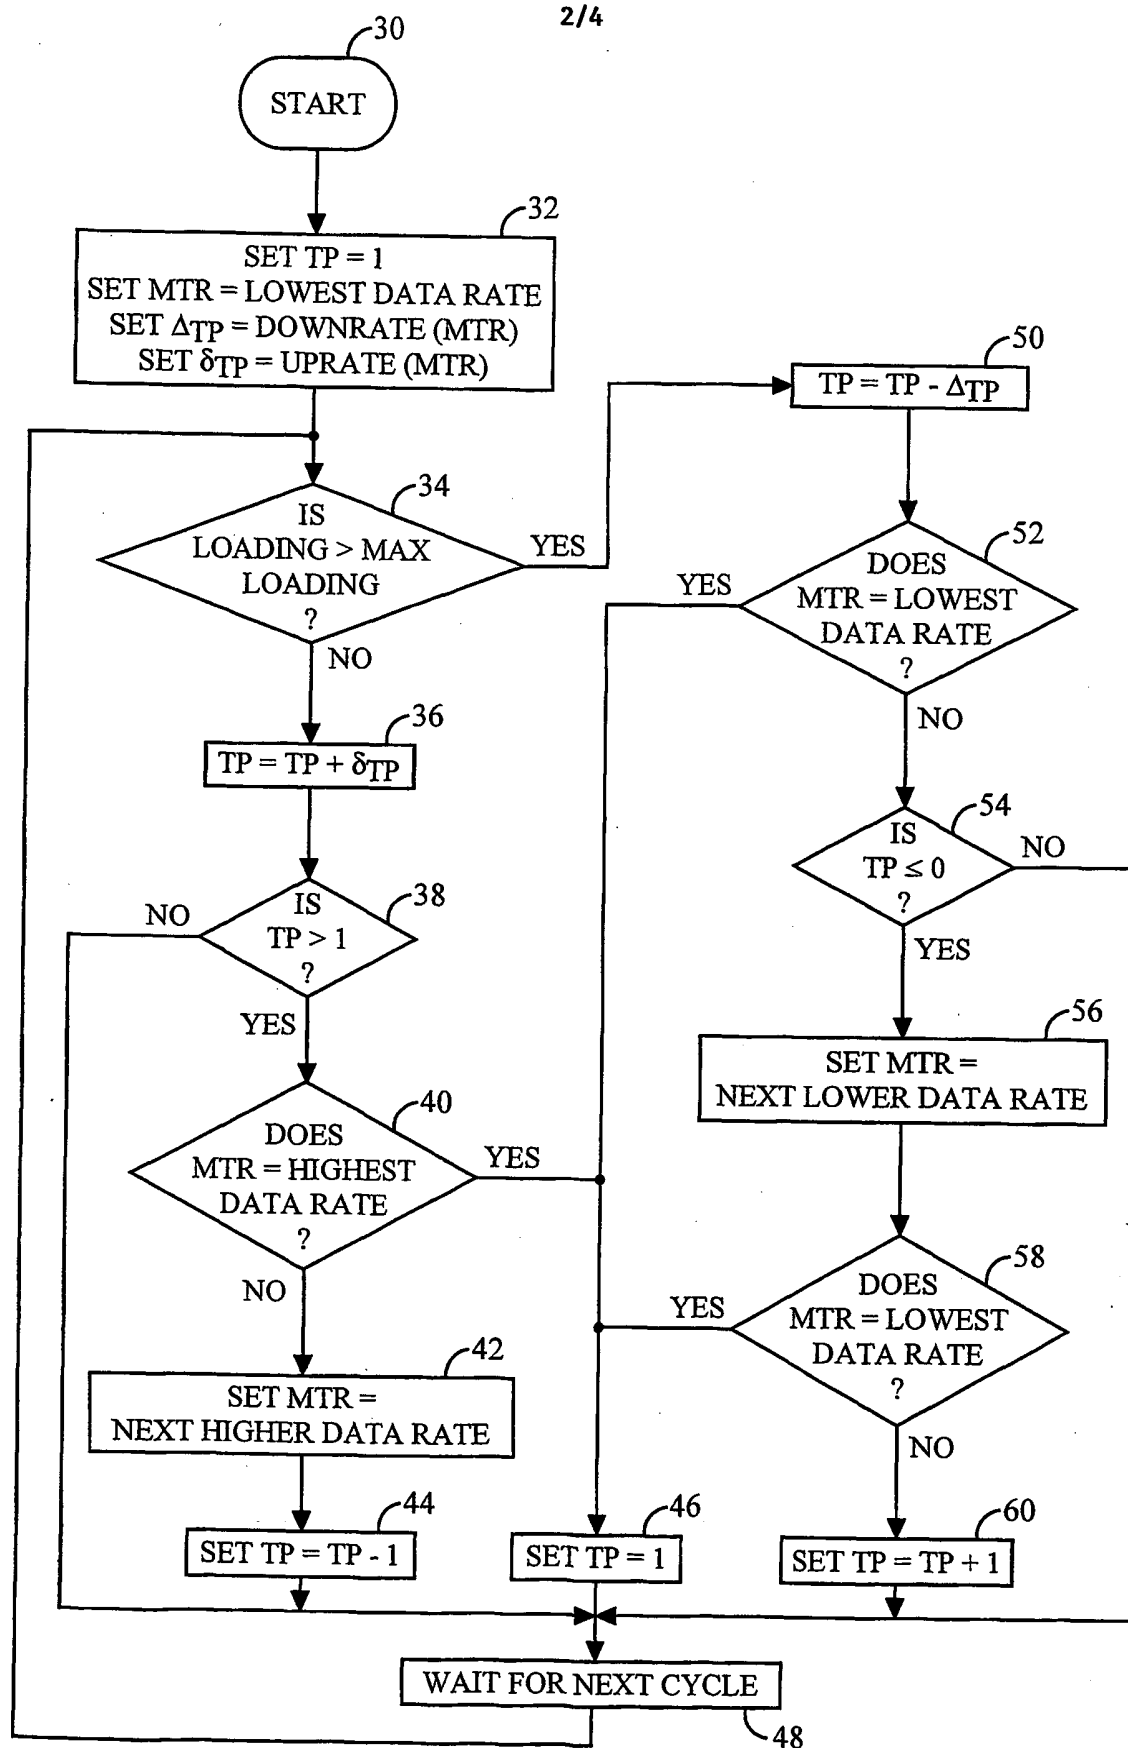 2/4
30
START
32
SET TP = 1
SET MTR = LOWEST DATA RATE
SET ΔTP = DOWNRATE (MTR)
SET δTP = UPRATE (MTR)
34
IS
LOADING > MAX
LOADING
?
YES
NO
36
TP = TP + δTP
38
IS
TP > 1
?
NO
YES
40
DOES
MTR = HIGHEST
DATA RATE
?
YES
NO
42
SET MTR =
NEXT HIGHER DATA RATE
44
SET TP = TP - 1
46
SET TP = 1
50
TP = TP - ΔTP
52
DOES
MTR = LOWEST
DATA RATE
?
YES
NO
54
IS
TP ≤ 0
?
NO
YES
56
SET MTR =
NEXT LOWER DATA RATE
58
DOES
MTR = LOWEST
DATA RATE
?
YES
NO
60
SET TP = TP + 1
WAIT FOR NEXT CYCLE
48